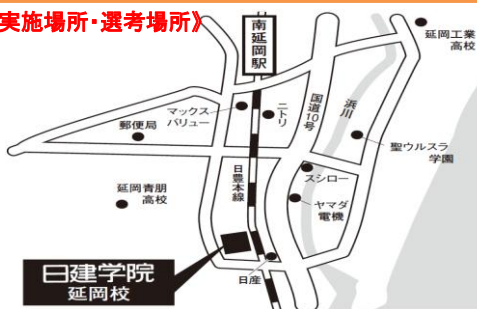 実施場所・選考場所》
南延岡駅
延岡工業
高校
マックス
バリュー
ニトリ
国道10号
浜川
郵便局
聖ウルスラ
学園
スシロー
延岡青朋
高校
日豊本線
ヤマダ
電機
日建学院
延岡校
日産